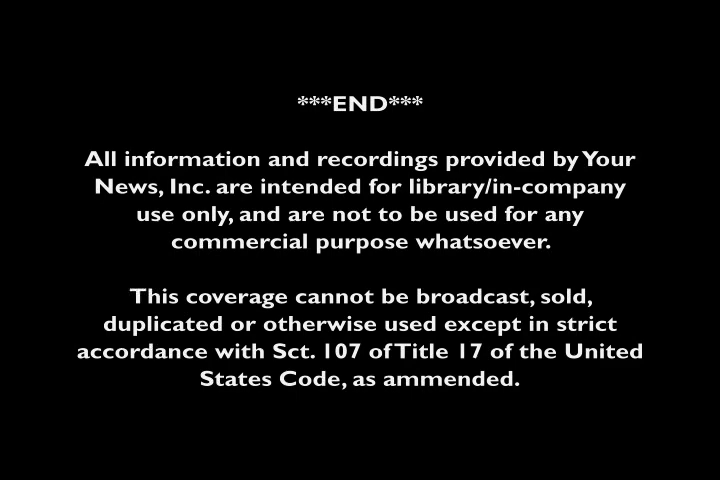 ***END***
All information and recordings provided by Your
News, Inc. are intended for library/in-company
use only, and are not to be used for any
commercial purpose whatsoever.
This coverage cannot be broadcast, sold,
duplicated or otherwise used except in strict
accordance with Sct. 107 of Title 17 of the United
States Code, as ammended.